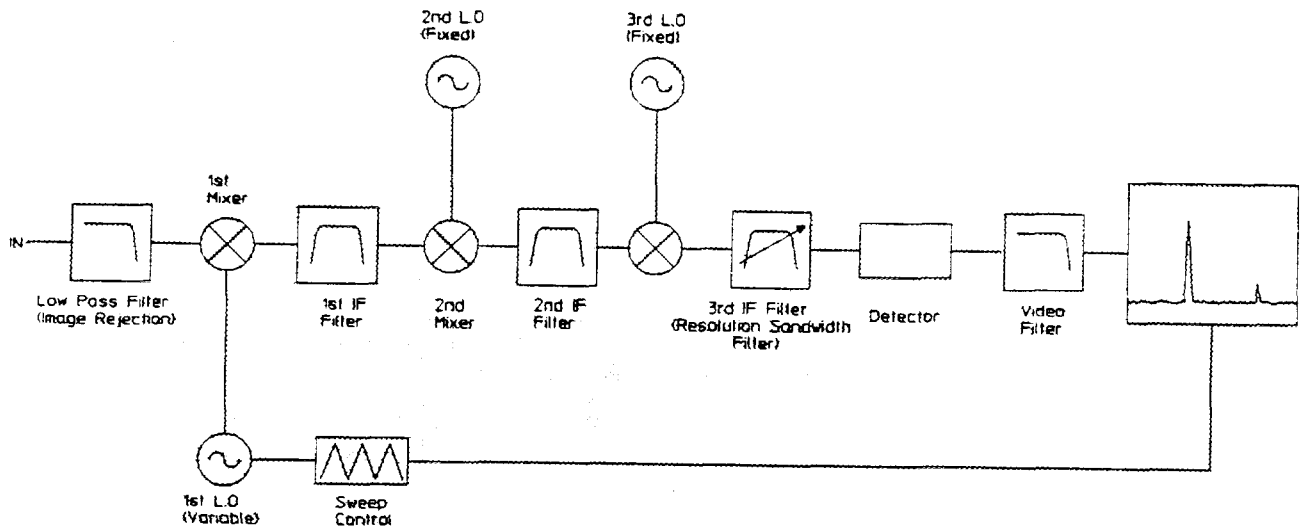 2nd L.O
(Fixed)
3rd L.O
(Fixed)
1st
Mixer
IN
Low Pass Filter
(Image Rejection)
1st IF
Filter
2nd
Mixer
2nd IF
Filter
3rd IF Filter
(Resolution Sandwidth
Filter)
Detector
Video
Filter
1st L.O
(Variable)
Sweep
Control